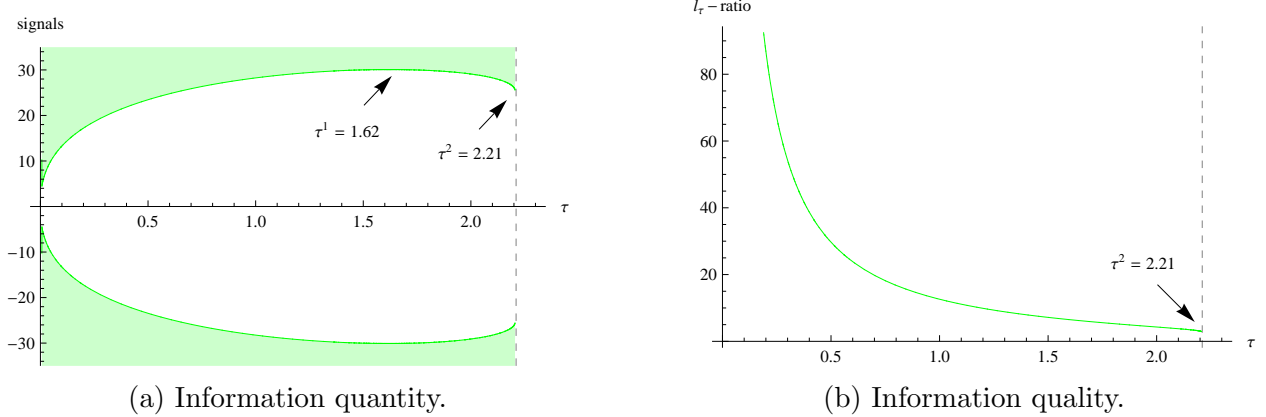 signals
30
20
10
−10
−20
−30
0.5 1.0 1.5 2.0 τ
τ¹ = 1.62
τ² = 2.21
(a) Information quantity.
l_τ − ratio
80
60
40
20
0.5 1.0 1.5 2.0 τ
τ² = 2.21
(b) Information quality.